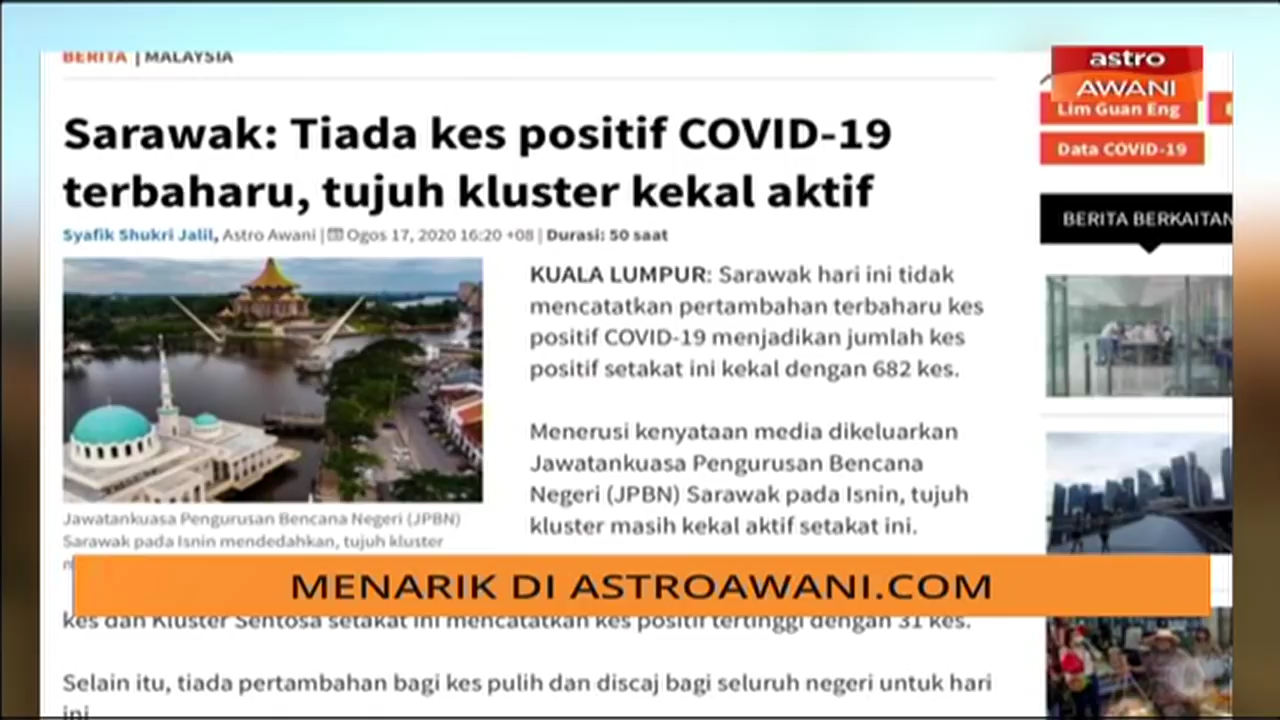 BERITA | MALAYSIA
astro
AWANI
Lim Guan Eng
Data COVID-19
Sarawak: Tiada kes positif COVID-19
terbaharu, tujuh kluster kekal aktif
Syafik Shukri Jalil, Astro Awani | Ogos 17, 2020 16:20 +08 | Durasi: 50 saat
BERITA BERKAITAN
KUALA LUMPUR: Sarawak hari ini tidak
mencatatkan pertambahan terbaharu kes
positif COVID-19 menjadikan jumlah kes
positif setakat ini kekal dengan 682 kes.
Menerusi kenyataan media dikeluarkan
Jawatankuasa Pengurusan Bencana
Negeri (JPBN) Sarawak pada Isnin, tujuh
kluster masih kekal aktif setakat ini.
Jawatankuasa Pengurusan Bencana Negeri (JPBN)
Sarawak pada Isnin mendedahkan, tujuh kluster
MENARIK DI ASTROAWANI.COM
kes dan Kluster Sentosa setakat ini mencatatkan kes positif tertinggi dengan 31 kes.
Selain itu, tiada pertambahan bagi kes pulih dan discaj bagi seluruh negeri untuk hari
ini